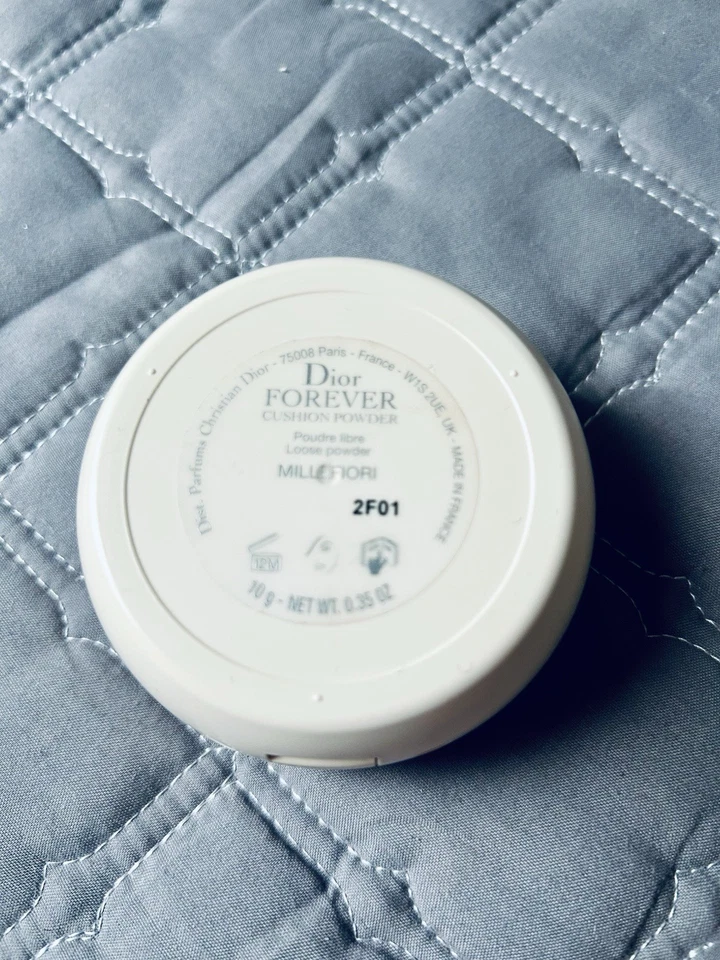 Dist. Parfums Christian Dior - 75008 Paris - France - W1S 2UE, UK - MADE IN FRANCE
Dior
FOREVER
CUSHION POWDER
Poudre libre
Loose powder
MILLEFIORI
2F01
12M
10 g - NET WT. 0.35 OZ